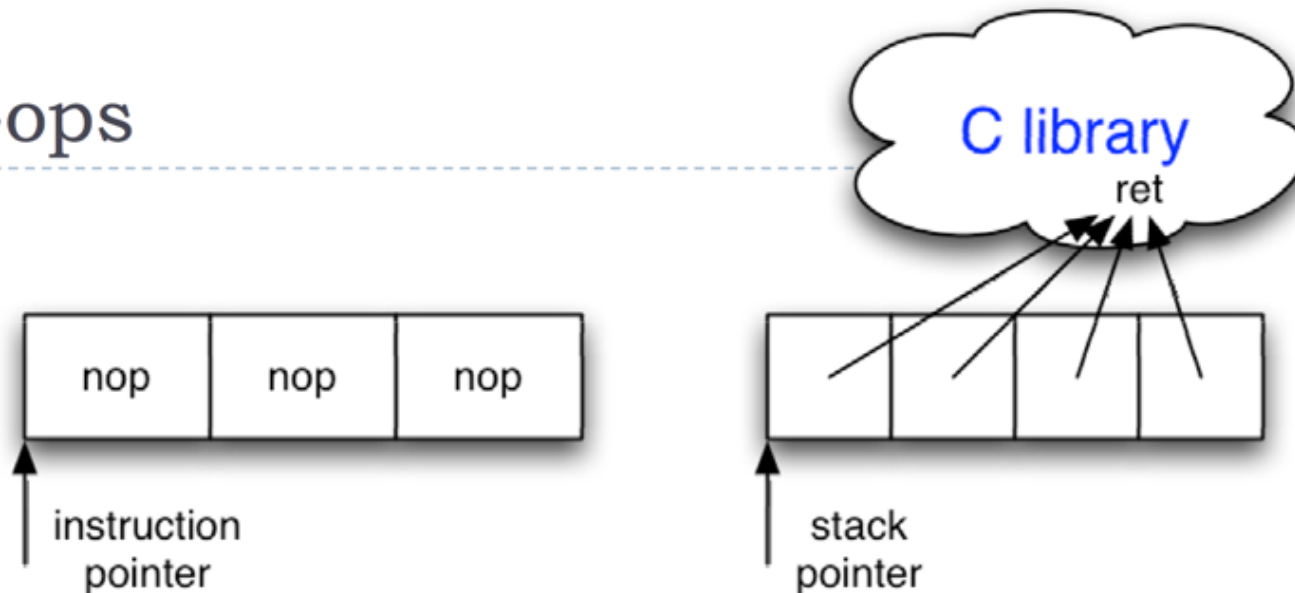 ops
C library
ret
nop nop nop
instruction
pointer
stack
pointer